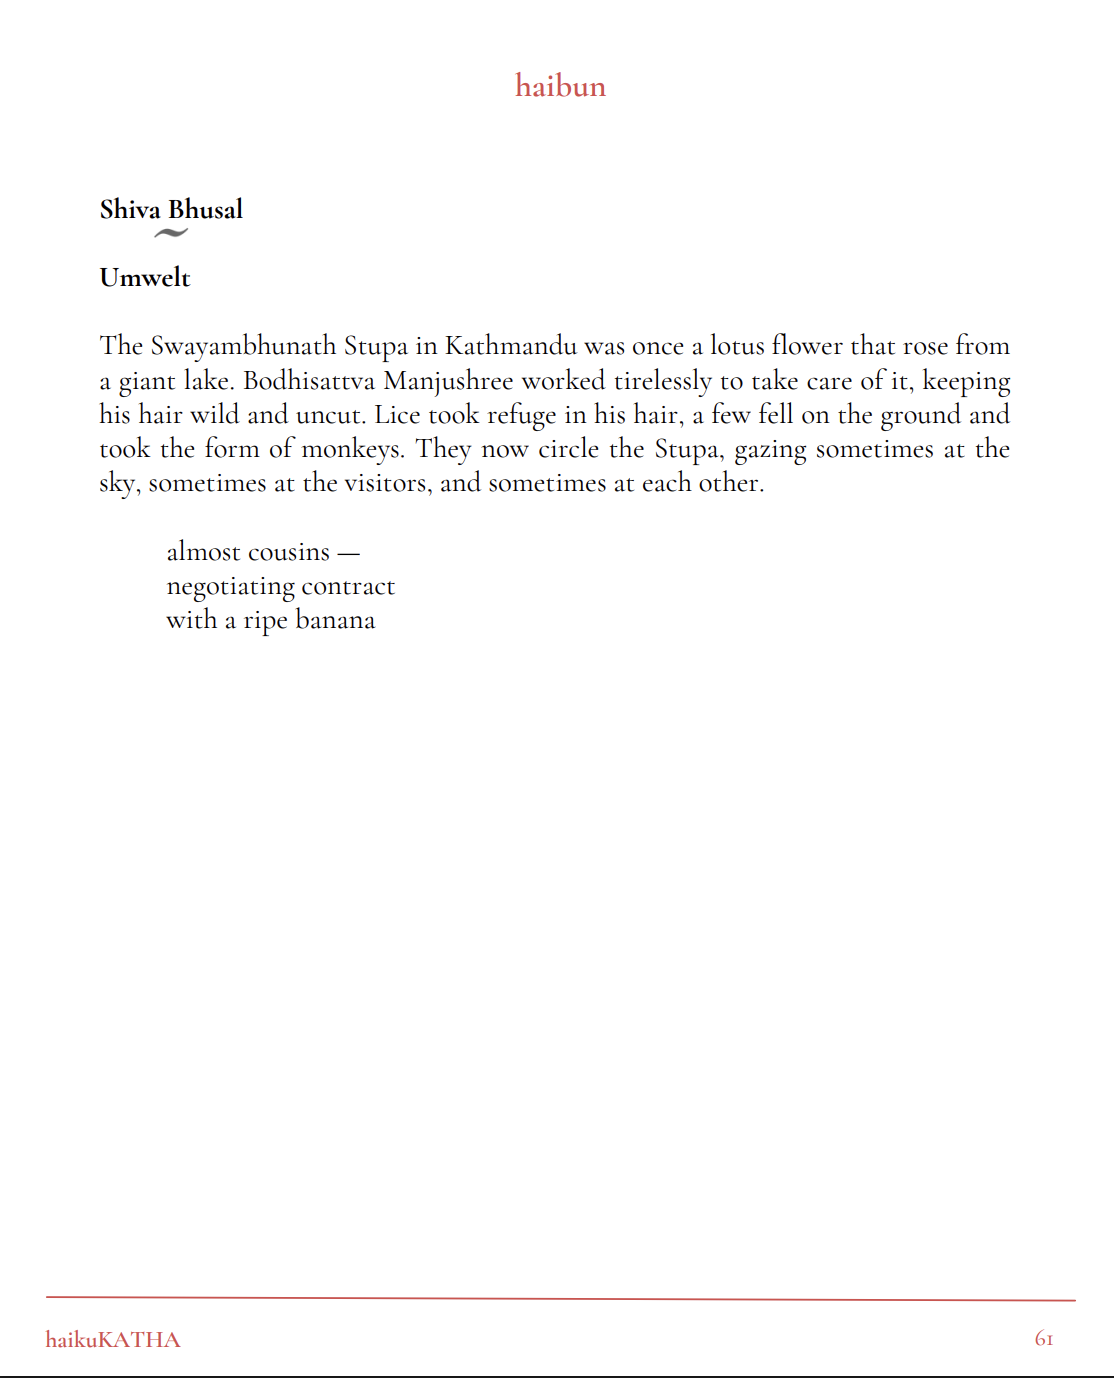 haibun
Shiva Bhusal
Umwelt
The Swayambhunath Stupa in Kathmandu was once a lotus flower that rose from
a giant lake. Bodhisattva Manjushree worked tirelessly to take care of it, keeping
his hair wild and uncut. Lice took refuge in his hair, a few fell on the ground and
took the form of monkeys. They now circle the Stupa, gazing sometimes at the
sky, sometimes at the visitors, and sometimes at each other.
almost cousins —
negotiating contract
with a ripe banana
haikuKATHA
61